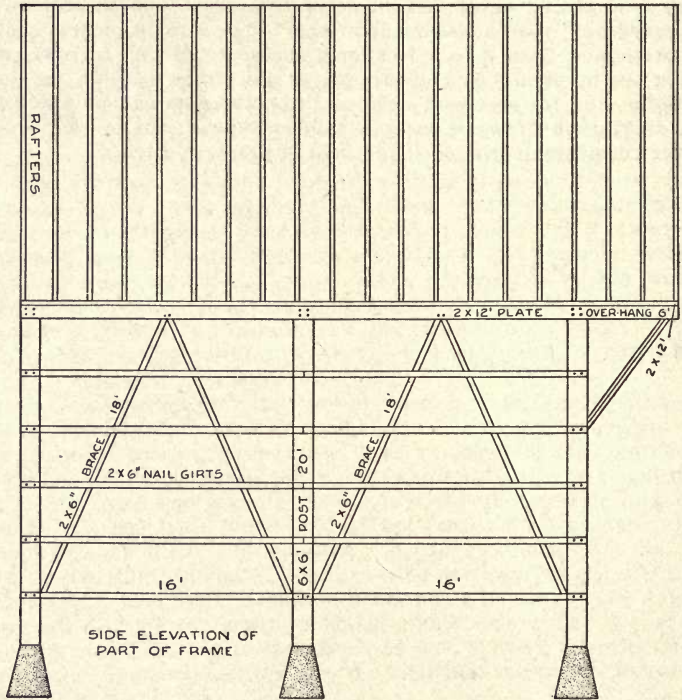 RAFTERS
2 X 12' PLATE
OVER-HANG 6'
2 X 12'
2 X 6" BRACE 18'
2 X 6" NAIL GIRTS
6 X 6' POST 20'
2 X 6" BRACE 18'
16'
16'
SIDE ELEVATION OF
PART OF FRAME